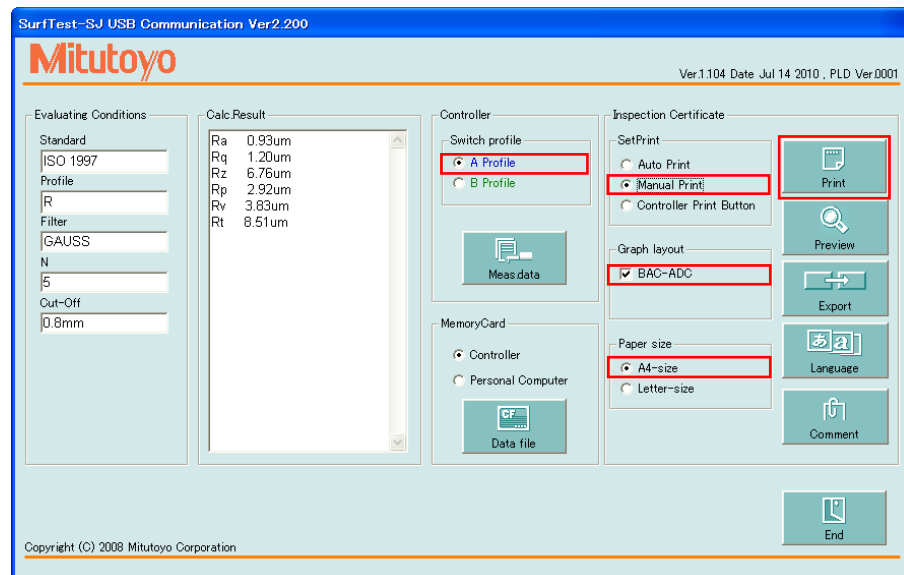 SurfTest-SJ USB Communication Ver2.200
Mitutoyo
Ver.1.104 Date Jul 14 2010 , PLD Ver.0001
Evaluating Conditions
Standard
ISO 1997
Profile
R
Filter
GAUSS
N
5
Cut-Off
0.8mm
Calc.Result
Ra 0.93um
Rq 1.20um
Rz 6.76um
Rp 2.92um
Rv 3.83um
Rt 8.51um
Controller
Switch profile
A Profile
B Profile
Meas.data
MemoryCard
Controller
Personal Computer
CF
Data file
Inspection Certificate
SetPrint
Auto Print
Manual Print
Controller Print Button
Graph layout
BAC-ADC
Paper size
A4-size
Letter-size
Print
Preview
Export
あa
Language
Comment
End
Copyright (C) 2008 Mitutoyo Corporation